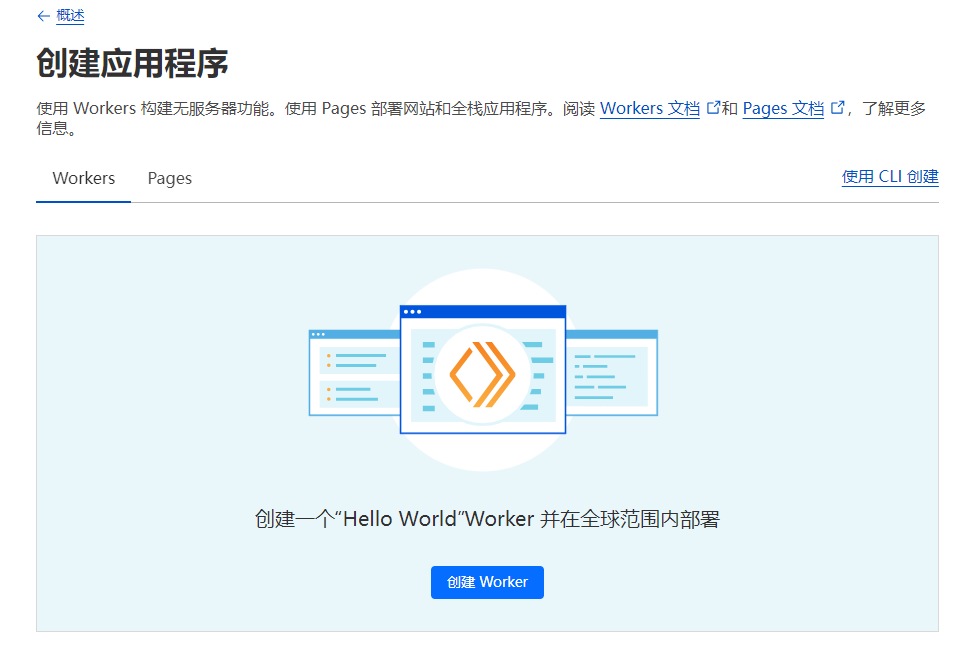 ← 概述
创建应用程序
使用 Workers 构建无服务器功能。使用 Pages 部署网站和全栈应用程序。阅读 Workers 文档 和 Pages 文档 ，了解更多
信息。
Workers Pages 使用 CLI 创建
创建一个“Hello World”Worker 并在全球范围内部署
创建 Worker